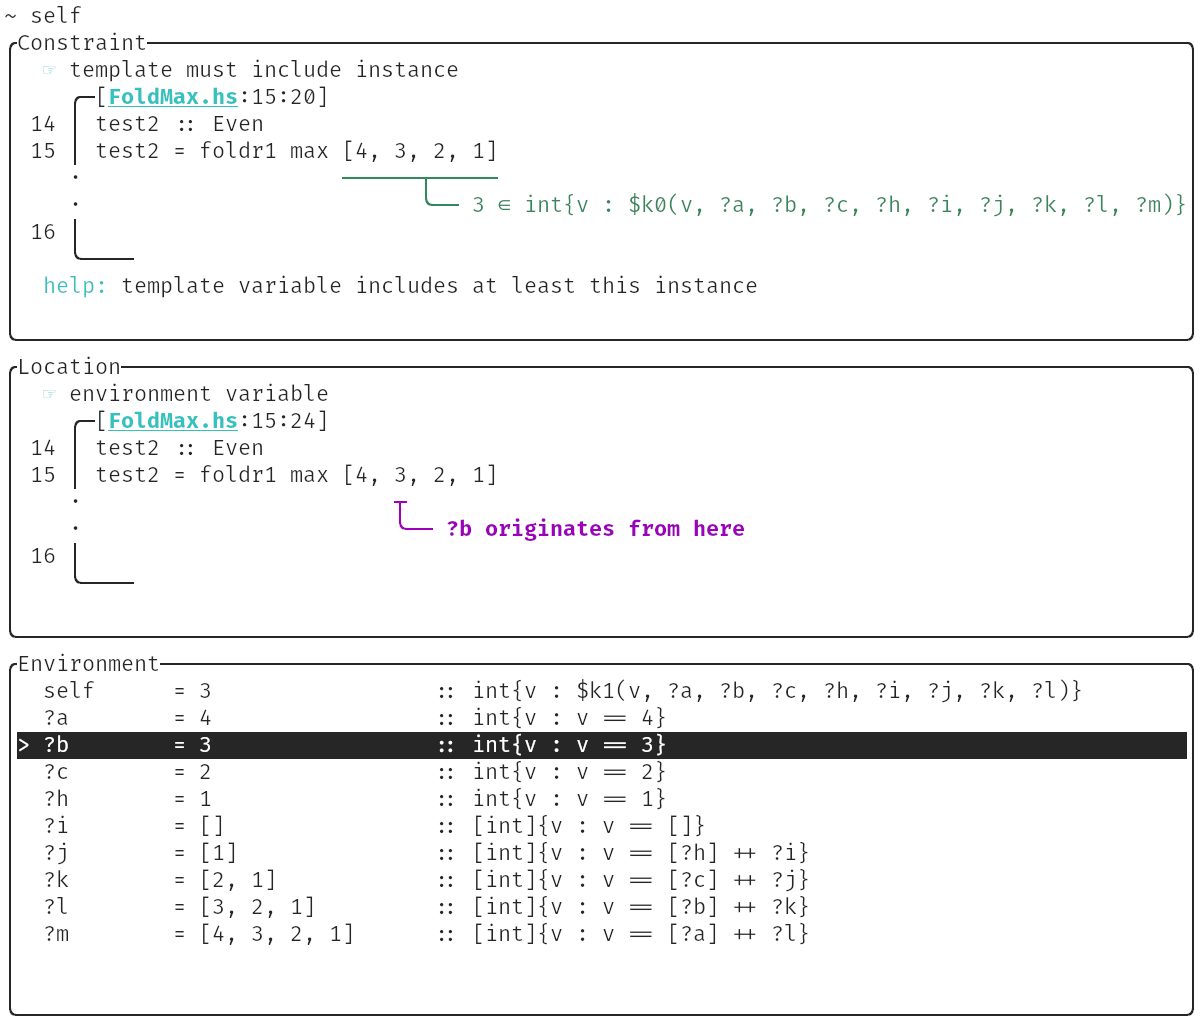 ~ self
Constraint
☞ template must include instance
[FoldMax.hs:15:20]
14 test2 :: Even
15 test2 = foldr1 max [4, 3, 2, 1]
3 ∈ int{v : $k0(v, ?a, ?b, ?c, ?h, ?i, ?j, ?k, ?l, ?m)}
16
help: template variable includes at least this instance
Location
☞ environment variable
[FoldMax.hs:15:24]
14 test2 :: Even
15 test2 = foldr1 max [4, 3, 2, 1]
?b originates from here
16
Environment
self = 3 :: int{v : $k1(v, ?a, ?b, ?c, ?h, ?i, ?j, ?k, ?l)}
?a = 4 :: int{v : v == 4}
> ?b = 3 :: int{v : v == 3}
?c = 2 :: int{v : v == 2}
?h = 1 :: int{v : v == 1}
?i = [] :: [int]{v : v == []}
?j = [1] :: [int]{v : v == [?h] ++ ?i}
?k = [2, 1] :: [int]{v : v == [?c] ++ ?j}
?l = [3, 2, 1] :: [int]{v : v == [?b] ++ ?k}
?m = [4, 3, 2, 1] :: [int]{v : v == [?a] ++ ?l}